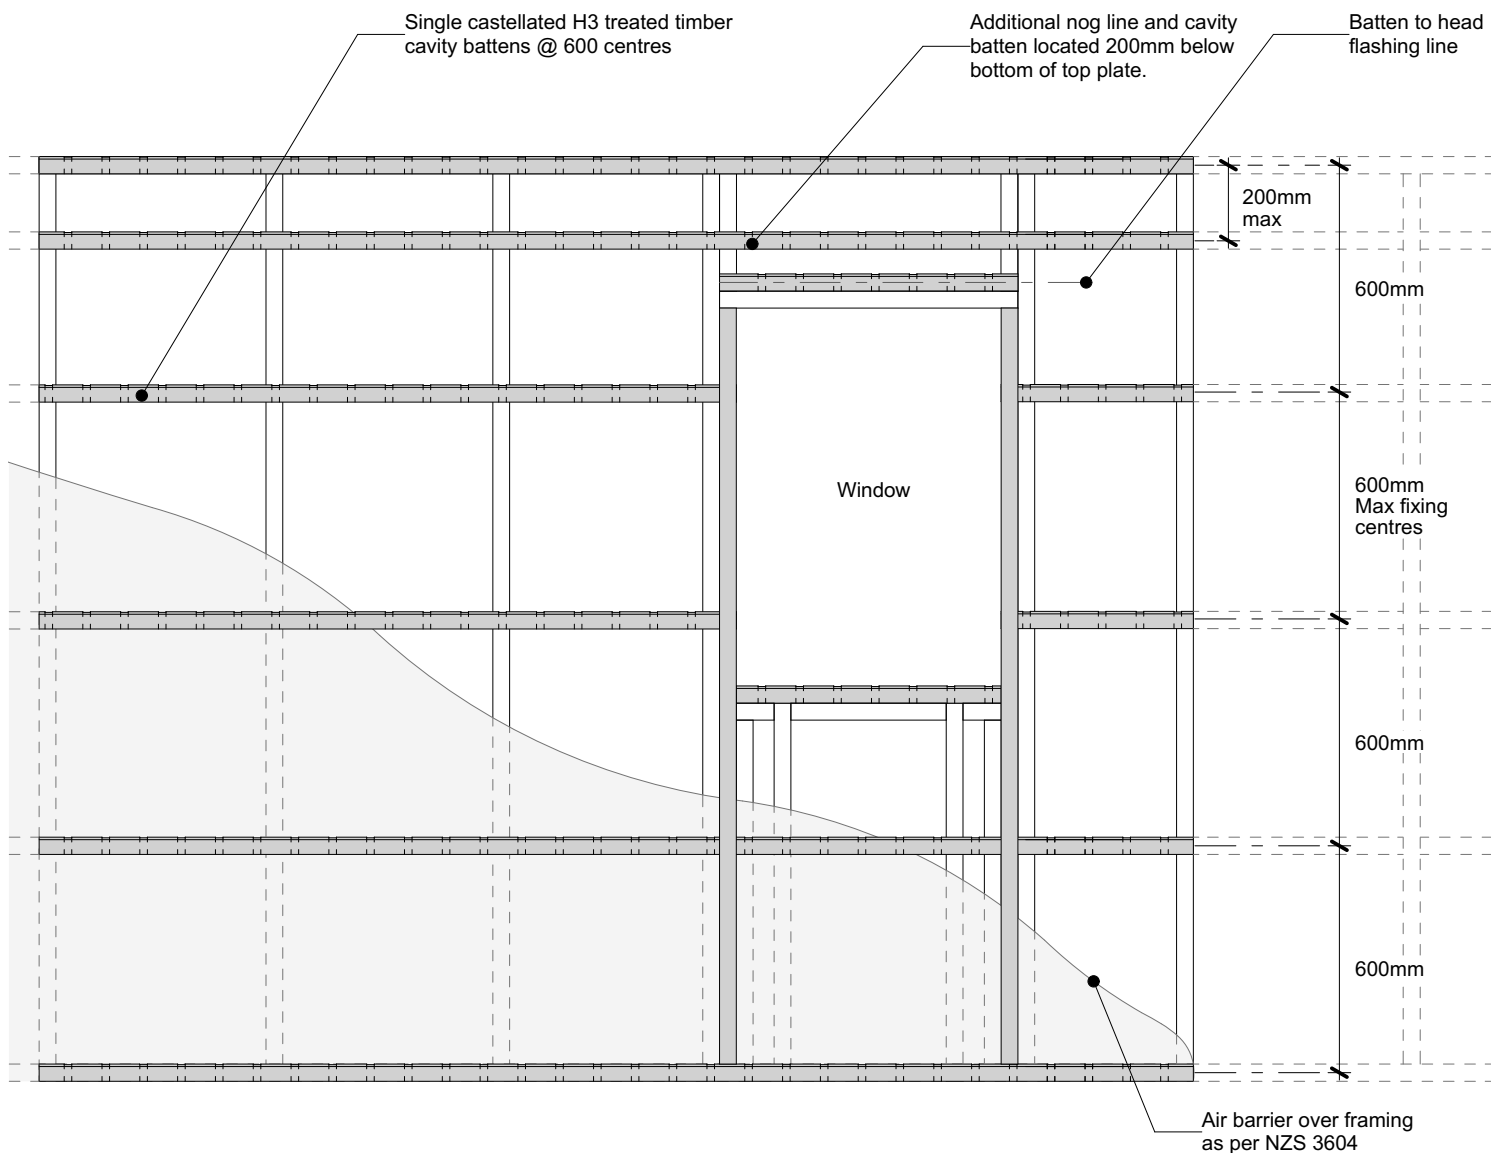 Single castellated H3 treated timber
cavity battens @ 600 centres
Additional nog line and cavity
batten located 200mm below
bottom of top plate.
Batten to head
flashing line
200mm
max
600mm
Window
600mm
Max fixing
centres
600mm
600mm
Air barrier over framing
as per NZS 3604